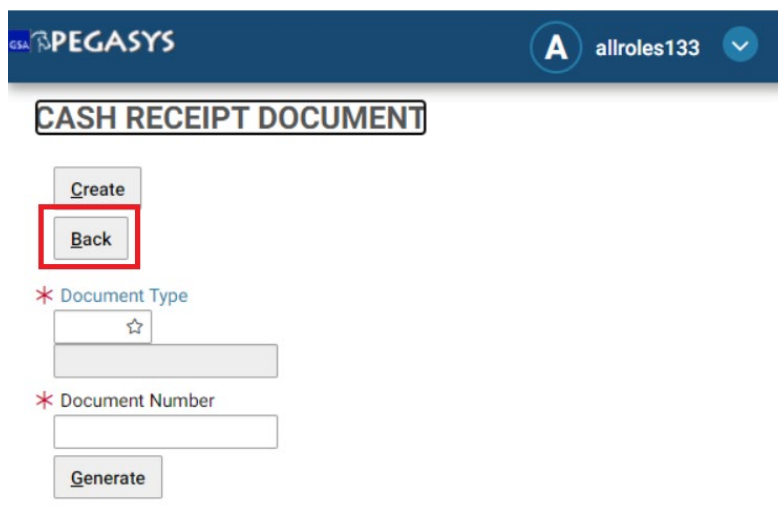 GSA PEGASYS
A allroles133
CASH RECEIPT DOCUMENT
Create
Back
* Document Type
* Document Number
Generate